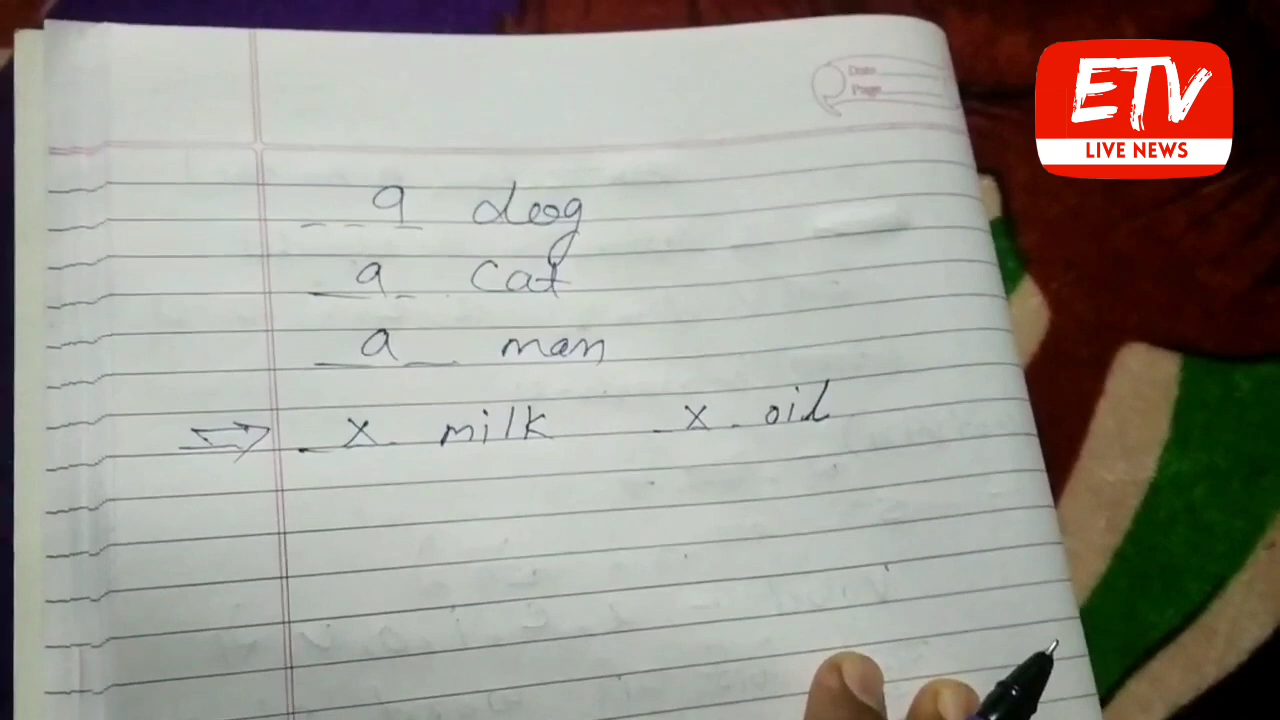 Date
Page
ETV
LIVE NEWS
a dog
a cat
a man
⇒ x milk x oil